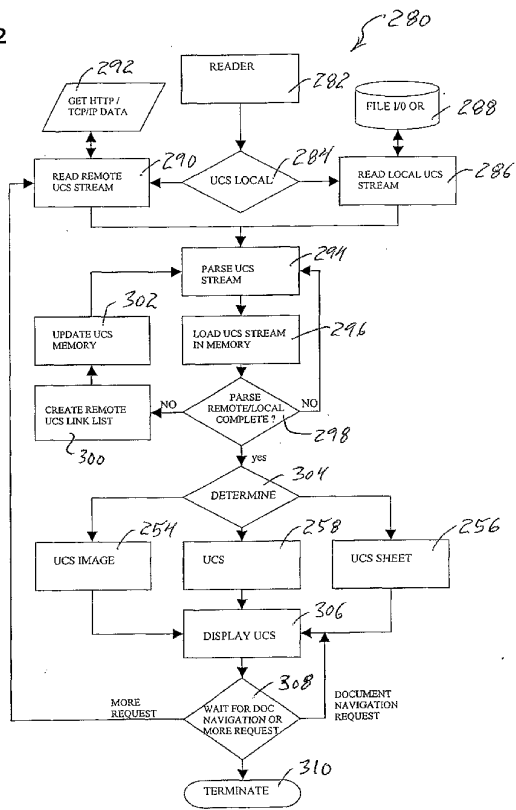 2
280
292
READER
282
GET HTTP /
TCP/IP DATA
FILE I/0 OR
288
290
READ REMOTE
UCS STREAM
284
UCS LOCAL
READ LOCAL UCS
STREAM
286
294
PARSE UCS
STREAM
302
UPDATE UCS
MEMORY
LOAD UCS STREAM
IN MEMORY
296
CREATE REMOTE
UCS LINK LIST
NO
PARSE
REMOTE/LOCAL
COMPLETE ?
NO
298
300
yes
304
DETERMINE
254
258
256
UCS IMAGE
UCS
UCS SHEET
306
DISPLAY UCS
308
MORE
REQUEST
WAIT FOR DOC
NAVIGATION OR
MORE REQUEST
DOCUMENT
NAVIGATION
REQUEST
310
TERMINATE